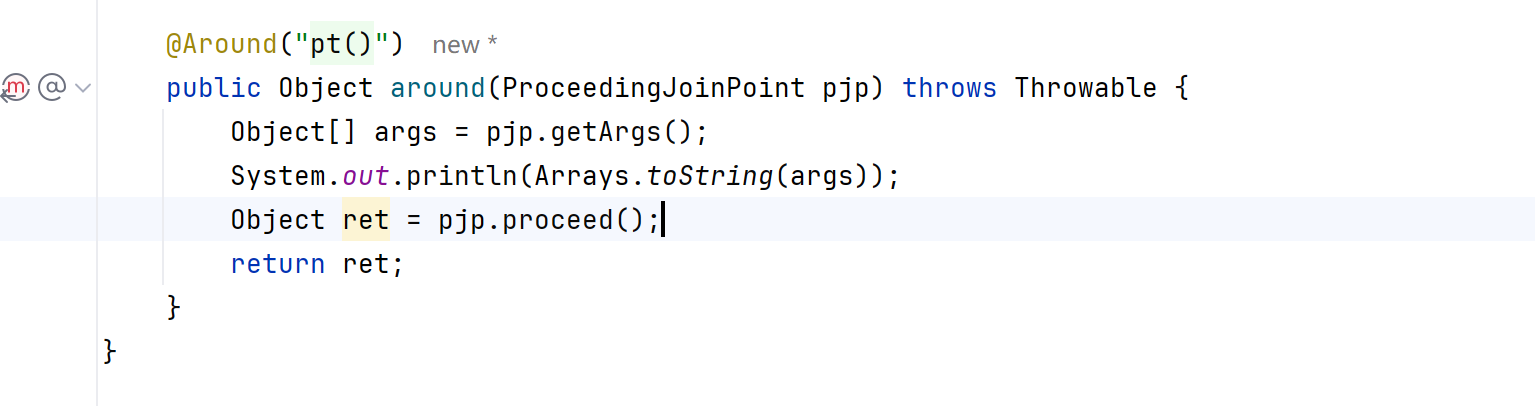 @Around("pt()") new *
public Object around(ProceedingJoinPoint pjp) throws Throwable {
Object[] args = pjp.getArgs();
System.out.println(Arrays.toString(args));
Object ret = pjp.proceed();
return ret;
}
}